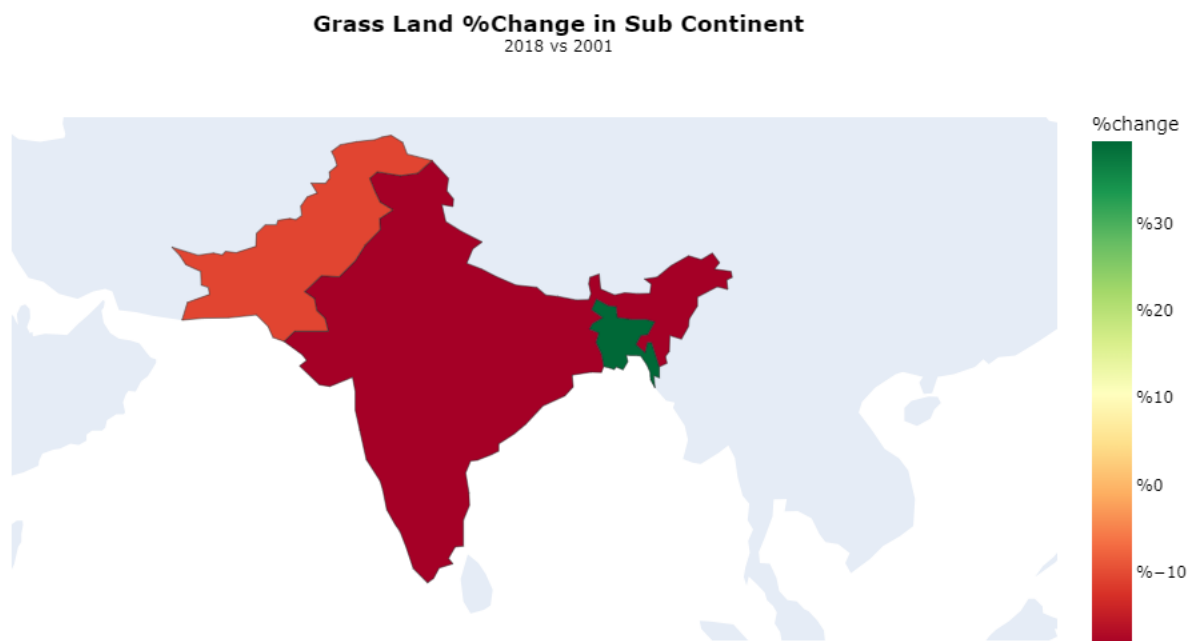 Grass Land %Change in Sub Continent
2018 vs 2001
%change
%30
%20
%10
%0
%−10